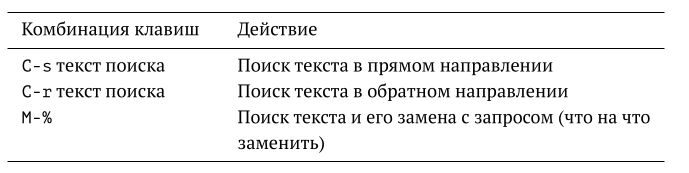 Комбинация клавиш Действие
C-s текст поиска Поиск текста в прямом направлении
C-r текст поиска Поиск текста в обратном направлении
M-% Поиск текста и его замена с запросом (что на что
заменить)